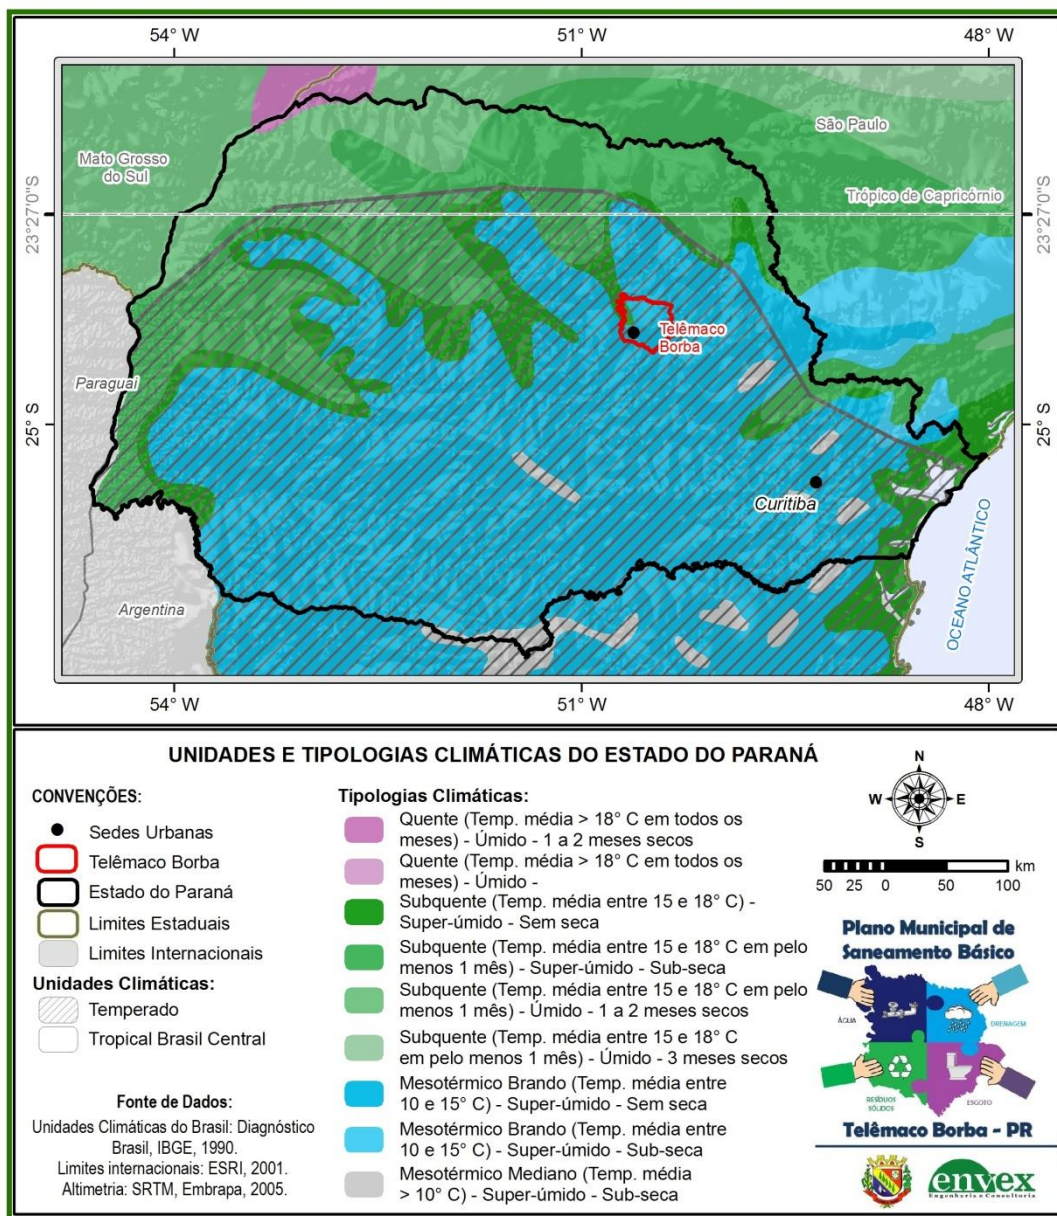 54° W
51° W
48° W
São Paulo
Mato Grosso
do Sul
Trópico de Capricórnio
23°27'0"S
23°27'0"S
Telêmaco
Borba
Paraguai
25° S
25° S
Curitiba
OCEANO ATLÂNTICO
Argentina
54° W
51° W
48° W
UNIDADES E TIPOLOGIAS CLIMÁTICAS DO ESTADO DO PARANÁ
CONVENÇÕES:
Sedes Urbanas
Telêmaco Borba
Estado do Paraná
Limites Estaduais
Limites Internacionais
Unidades Climáticas:
Temperado
Tropical Brasil Central
Fonte de Dados:
Unidades Climáticas do Brasil: Diagnóstico
Brasil, IBGE, 1990.
Limites internacionais: ESRI, 2001.
Altimetria: SRTM, Embrapa, 2005.
Tipologias Climáticas:
Quente (Temp. média > 18° C em todos os
meses) - Úmido - 1 a 2 meses secos
Quente (Temp. média > 18° C em todos os
meses) - Úmido -
Subquente (Temp. média entre 15 e 18° C) -
Super-úmido - Sem seca
Subquente (Temp. média entre 15 e 18° C em pelo
menos 1 mês) - Super-úmido - Sub-seca
Subquente (Temp. média entre 15 e 18° C em pelo
menos 1 mês) - Úmido - 1 a 2 meses secos
Subquente (Temp. média entre 15 e 18° C
em pelo menos 1 mês) - Úmido - 3 meses secos
Mesotérmico Brando (Temp. média entre
10 e 15° C) - Super-úmido - Sem seca
Mesotérmico Brando (Temp. média entre
10 e 15° C) - Super-úmido - Sub-seca
Mesotérmico Mediano (Temp. média
> 10° C) - Super-úmido - Sub-seca
N
W
E
S
km
50 25 0 50 100
Plano Municipal de
Saneamento Básico
ÁGUA
DRENAGEM
RESÍDUOS
SÓLIDOS
ESGOTO
Telêmaco Borba - PR
envex
Engenharia e Consultoria